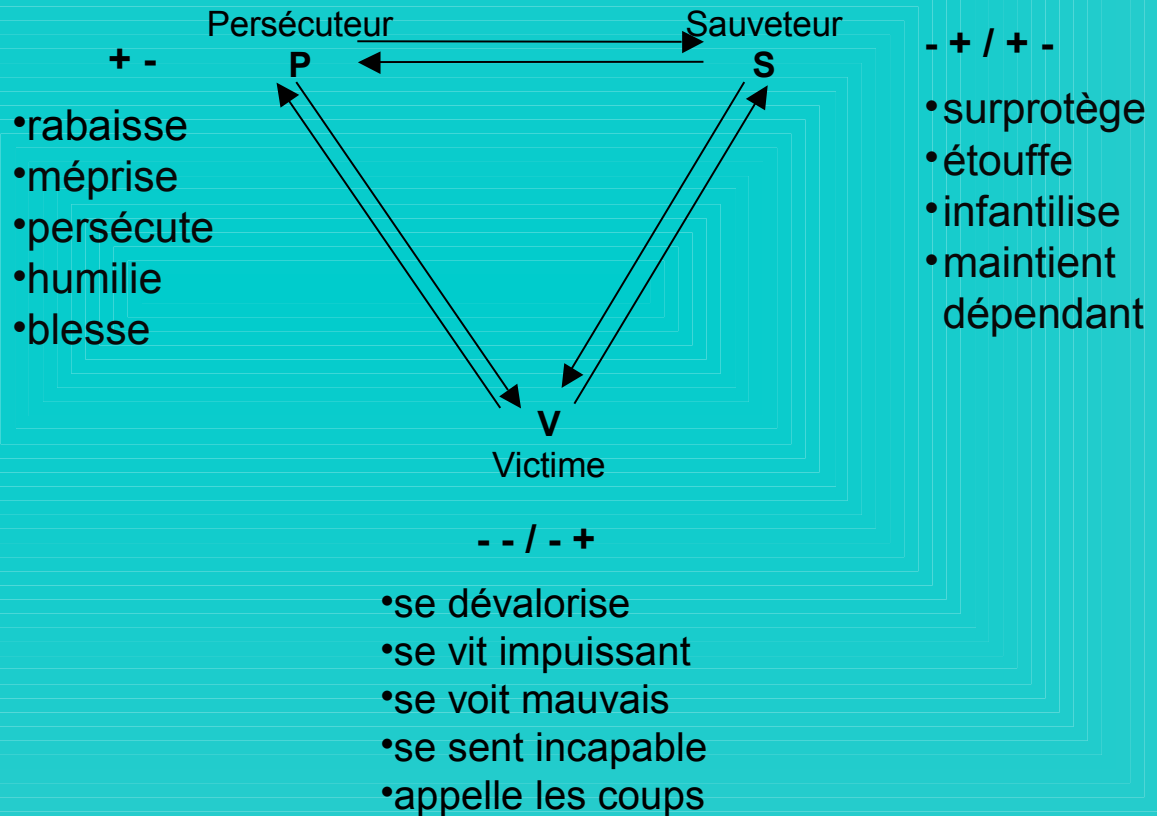 Persécuteur
+ -
P
•rabaisse
•méprise
•persécute
•humilie
•blesse
Sauveteur
S
- + / + -
•surprotège
•étouffe
•infantilise
•maintient
dépendant
V
Victime
- - / - +
•se dévalorise
•se vit impuissant
•se voit mauvais
•se sent incapable
•appelle les coups